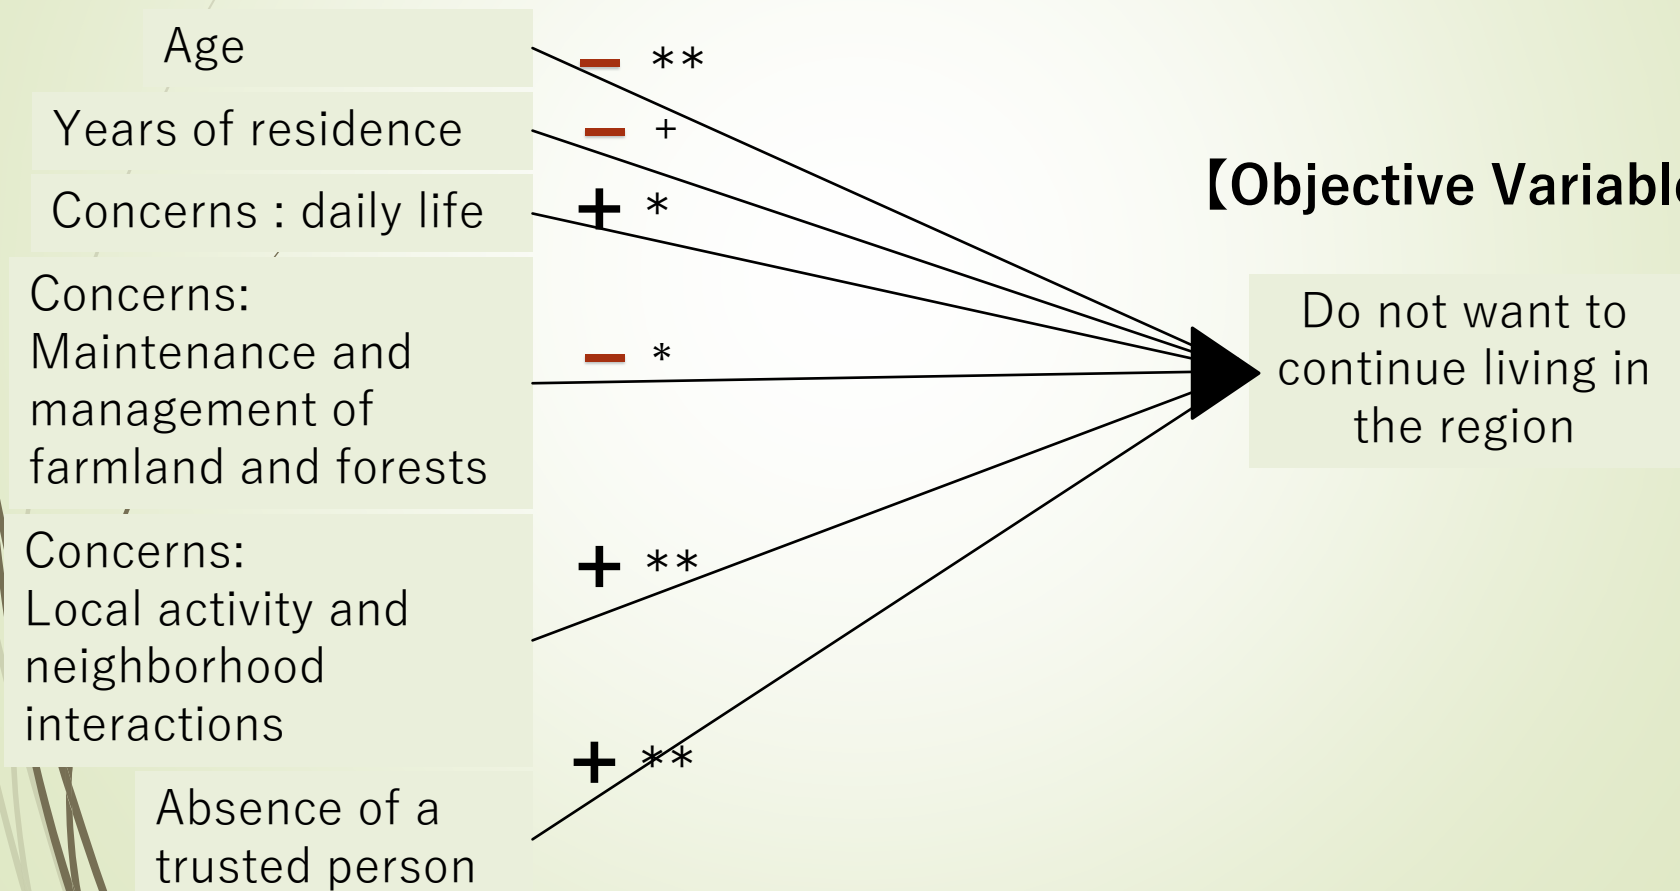 Age
− **
Years of residence
− +
Concerns : daily life
+ *
Concerns:
Maintenance and
management of
farmland and forests
− *
Concerns:
Local activity and
neighborhood
interactions
+ **
Absence of a
trusted person
+ **
【Objective Variable
Do not want to
continue living in
the region